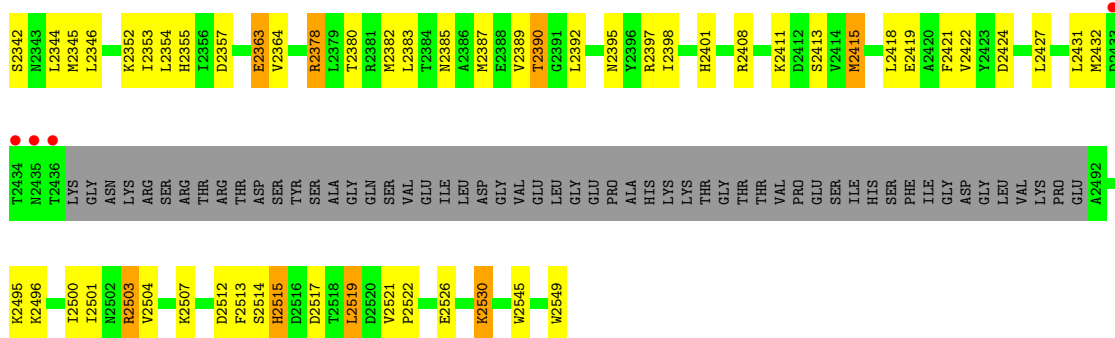 S2342 N2343 L2344 M2345 L2346 K2352 I2353 L2354 H2355 I2356 D2357 E2363 V2364 R2378 L2379 T2380 R2381 M2382 L2383 T2384 N2385 A2386 M2387 E2388 V2389 T2390 G2391 L2392 N2395 Y2396 R2397 I2398 H2401 R2408 K2411 D2412 S2413 V2414 M2415 L2418 E2419 A2420 F2421 V2422 Y2423 D2424 L2427 L2431 M2432 D2433
T2434 N2435 T2436 LYS GLY ASN LYS ARG SER ARG THR ARG THR ASP SER TYR SER ALA GLY GLN SER VAL GLU ILE LEU ASP GLY VAL GLU LEU GLY GLU PRO ALA HIS LYS LYS THR GLY THR THR VAL PRO GLU SER ILE HIS SER PHE ILE GLY ASP GLY LEU VAL LYS PRO GLU A2492
K2495 K2496 I2500 I2501 N2502 R2503 V2504 K2507 D2512 F2513 S2514 H2515 D2516 D2517 T2518 L2519 D2520 V2521 P2522 E2526 K2530 W2545 W2549